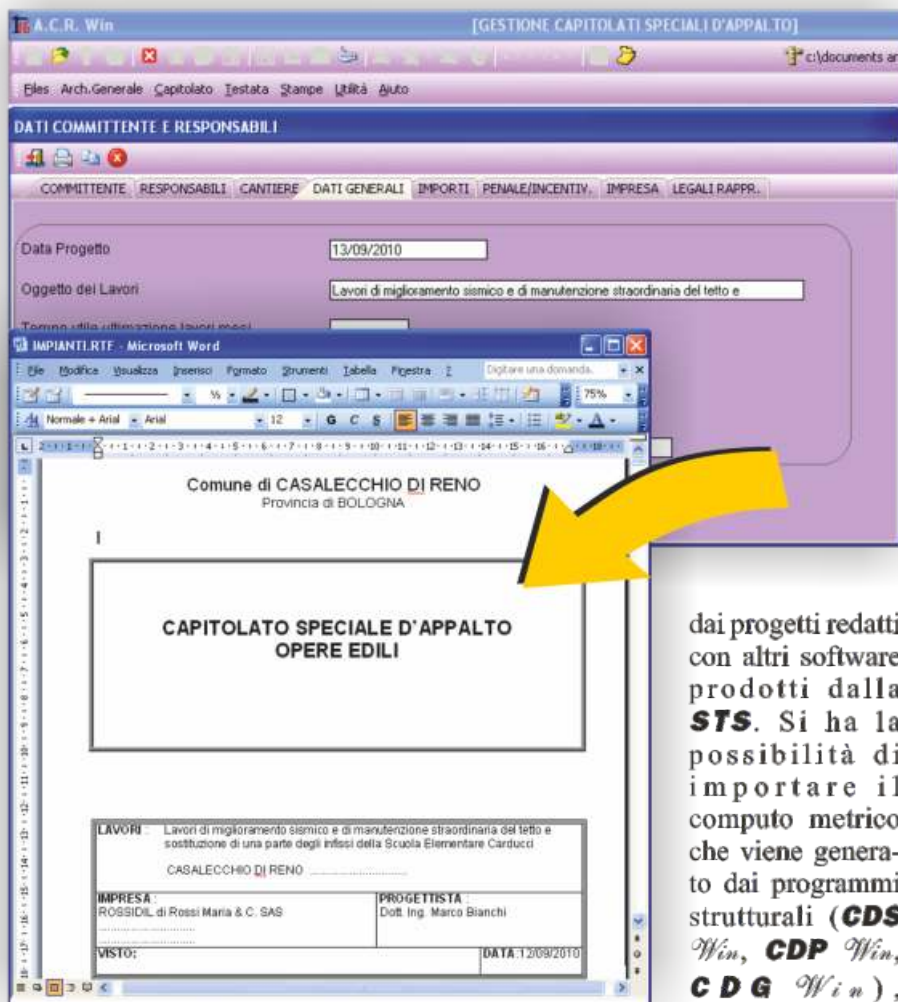 A.C.R. Win [GESTIONE CAPITOLATI SPECIALI D'APPALTO]
c:\documents an
Files Arch.Generale Capitolato Testata Stampe Utilità Aiuto
DATI COMMITTENTE E RESPONSABILI
COMMITTENTE RESPONSABILI CANTIERE DATI GENERALI IMPORTI PENALE/INCENTIV. IMPRESA LEGALI RAPPR.
Data Progetto 13/09/2010
Oggetto dei Lavori Lavori di miglioramento sismico e di manutenzione straordinaria del tetto e
Tempo utile ultimazione lavori mesi
IMPIANTI.RTF - Microsoft Word
File Modifica Visualizza Inserisci Formato Strumenti Tabella Finestra ? Digitare una domanda.
75%
Normale + Arial Arial 12 G C S
Comune di CASALECCHIO DI RENO
Provincia di BOLOGNA
CAPITOLATO SPECIALE D'APPALTO
OPERE EDILI
LAVORI : Lavori di miglioramento sismico e di manutenzione straordinaria del tetto e
sostituzione di una parte degli infissi della Scuola Elementare Carducci
CASALECCHIO DI RENO ............................
IMPRESA :
ROSSIDIL di Rossi Maria & C. SAS
PROGETTISTA :
Dott. Ing. Marco Bianchi
VISTO:
DATA:12/09/2010
dai progetti redatti
con altri software
prodotti dalla
STS. Si ha la
possibilità di
importare il
computo metrico
che viene genera-
to dai programmi
strutturali (CDS
Win, CDP Win,
CDG Win),